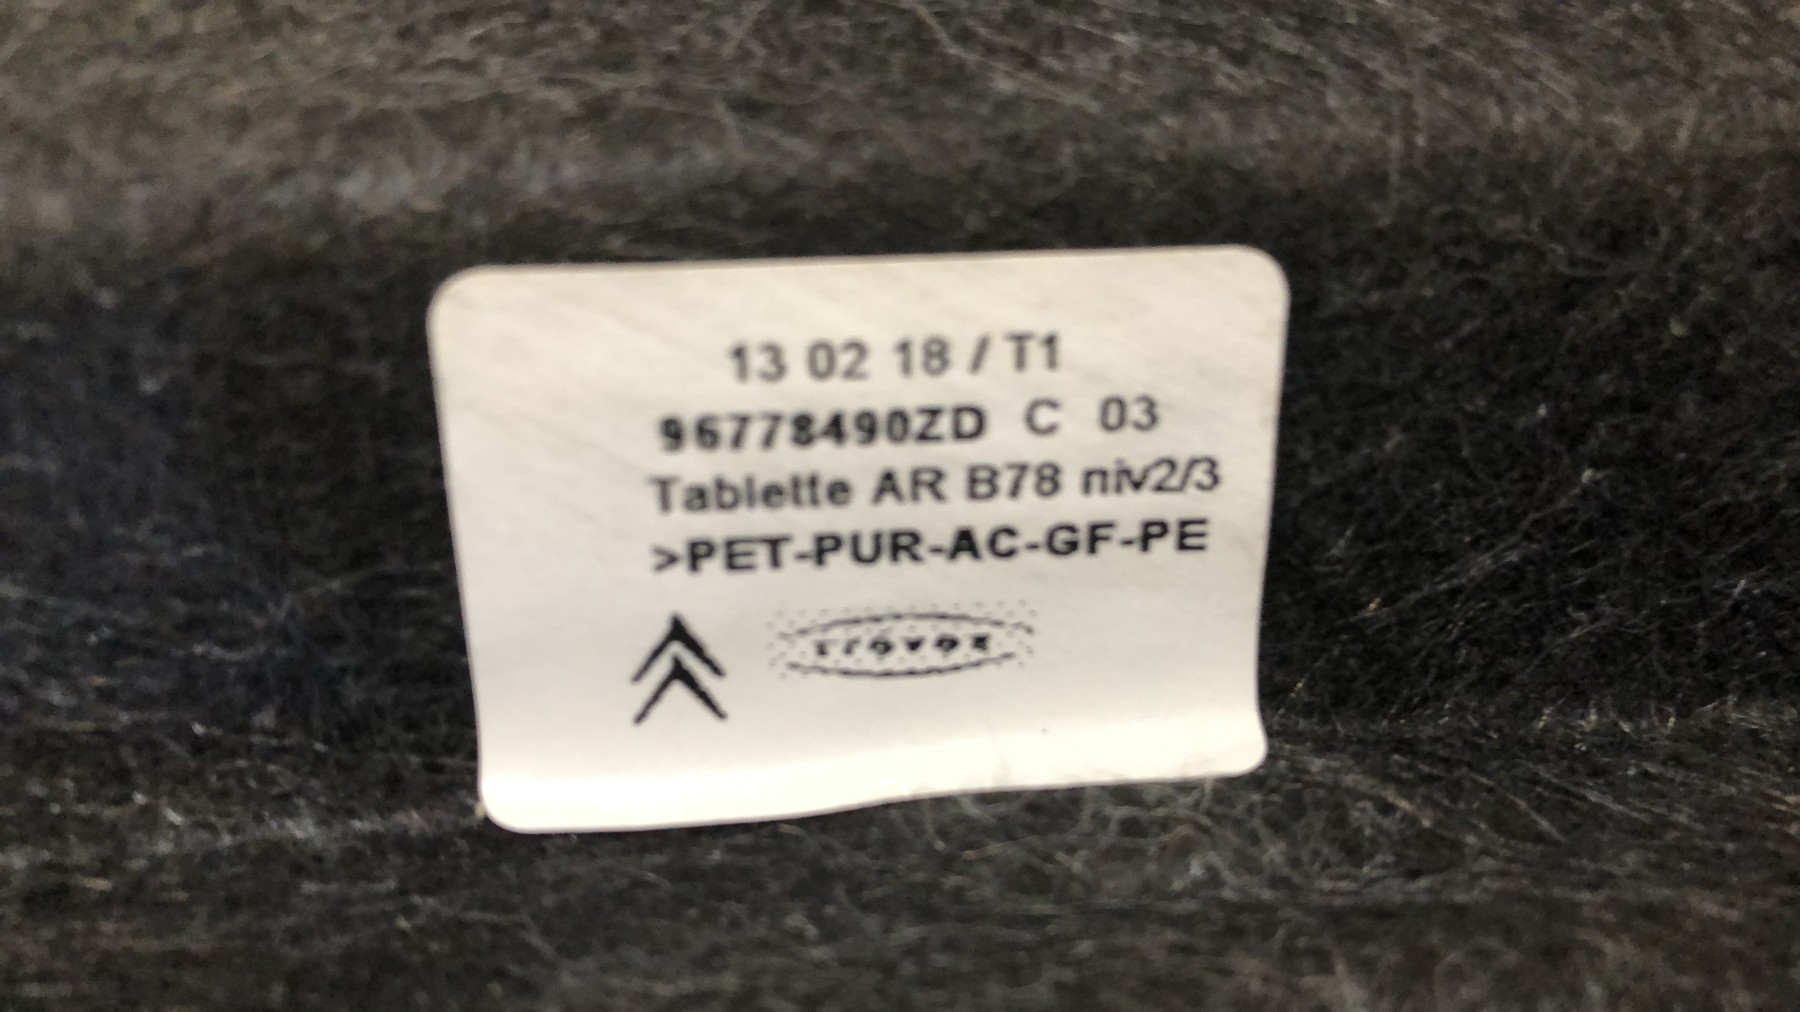 13 02 18 / T1
96778490ZD C 03
Tablette AR B78 niv2/3
>PET-PUR-AC-GF-PE